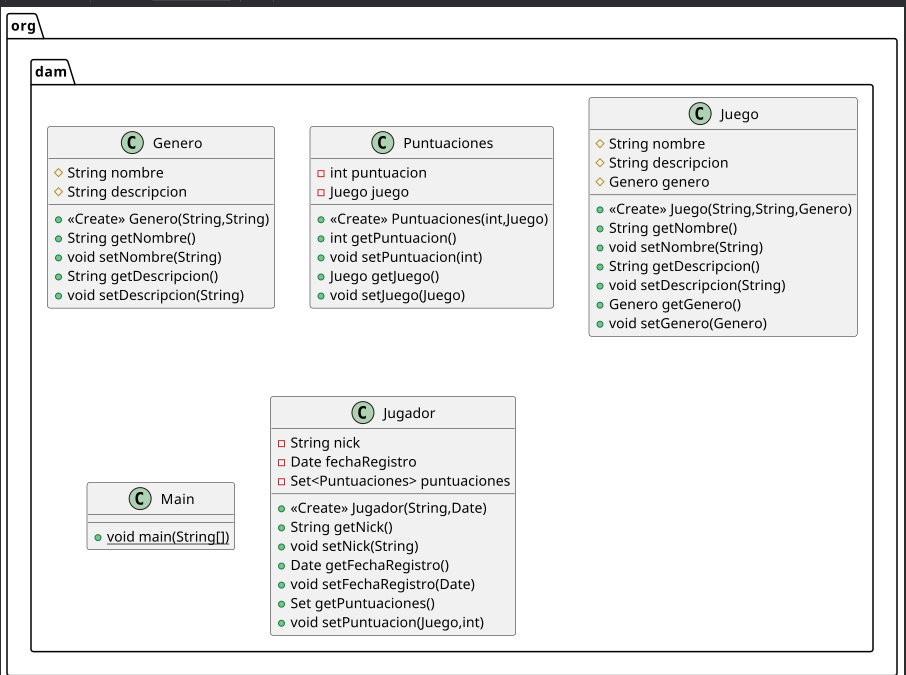 org
dam
C Genero
String nombre
String descripcion
«Create» Genero(String,String)
String getNombre()
void setNombre(String)
String getDescripcion()
void setDescripcion(String)
C Puntuaciones
int puntuacion
Juego juego
«Create» Puntuaciones(int,Juego)
int getPuntuacion()
void setPuntuacion(int)
Juego getJuego()
void setJuego(Juego)
C Juego
String nombre
String descripcion
Genero genero
«Create» Juego(String,String,Genero)
String getNombre()
void setNombre(String)
String getDescripcion()
void setDescripcion(String)
Genero getGenero()
void setGenero(Genero)
C Main
void main(String[])
C Jugador
String nick
Date fechaRegistro
Set<Puntuaciones> puntuaciones
«Create» Jugador(String,Date)
String getNick()
void setNick(String)
Date getFechaRegistro()
void setFechaRegistro(Date)
Set getPuntuaciones()
void setPuntuacion(Juego,int)